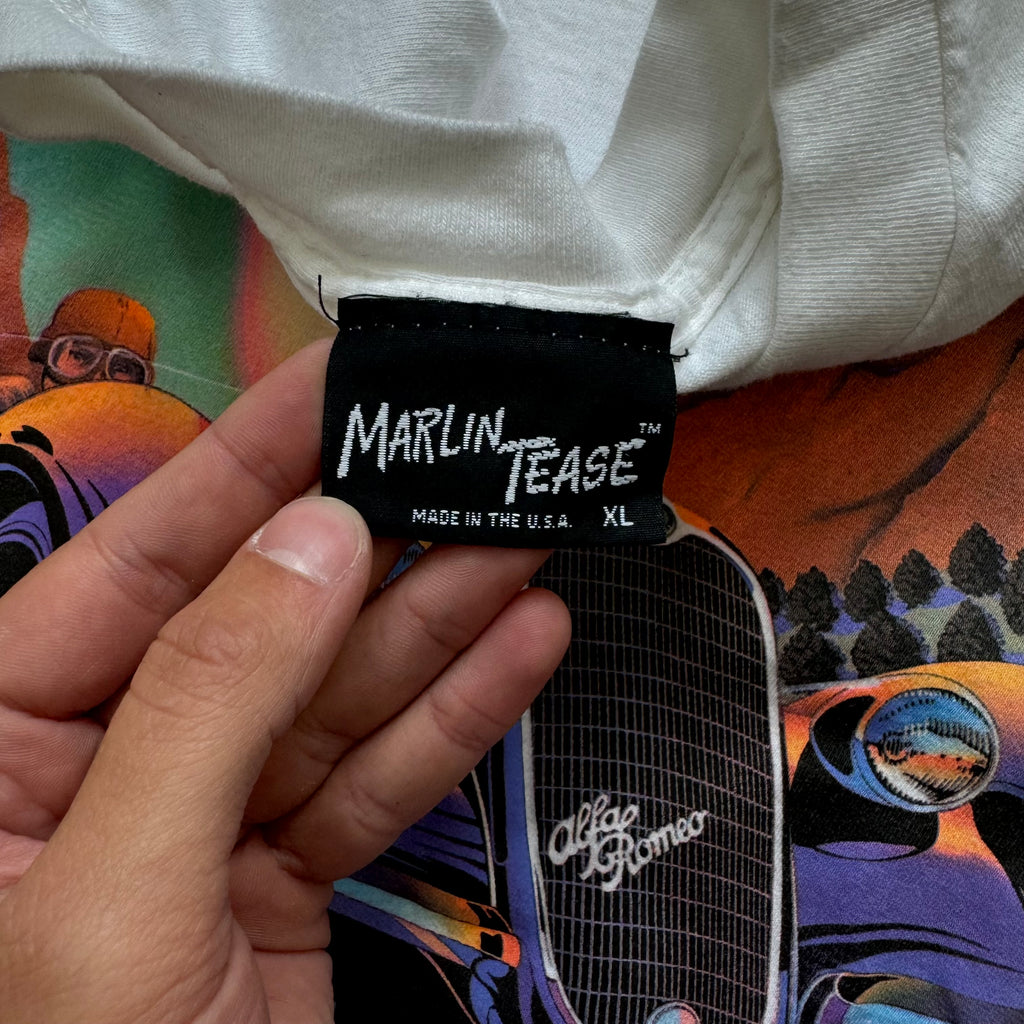 MARLIN
TEASE™
MADE IN THE U.S.A. XL
Alfa
Romeo